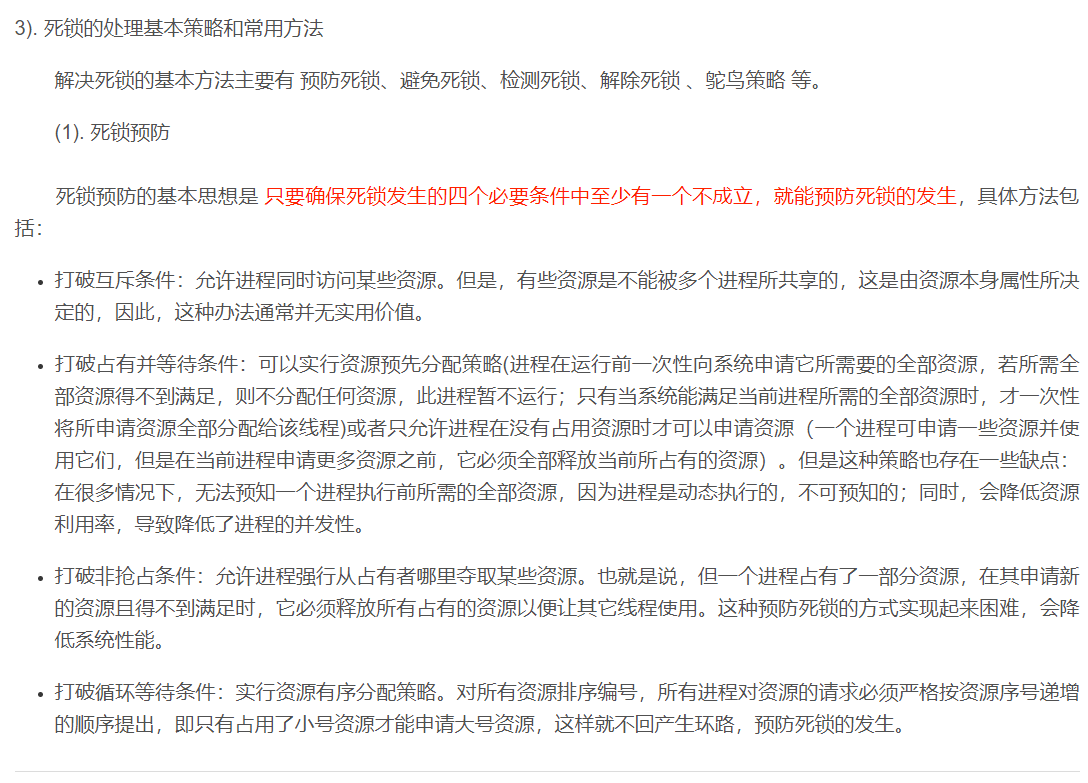 3). 死锁的处理基本策略和常用方法
解决死锁的基本方法主要有 预防死锁、避免死锁、检测死锁、解除死锁 、鸵鸟策略 等。
(1). 死锁预防
死锁预防的基本思想是 只要确保死锁发生的四个必要条件中至少有一个不成立，就能预防死锁的发生，具体方法包
括：
打破互斥条件：允许进程同时访问某些资源。但是，有些资源是不能被多个进程所共享的，这是由资源本身属性所决
定的，因此，这种办法通常并无实用价值。
打破占有并等待条件：可以实行资源预先分配策略(进程在运行前一次性向系统申请它所需要的全部资源，若所需全
部资源得不到满足，则不分配任何资源，此进程暂不运行；只有当系统能满足当前进程所需的全部资源时，才一次性
将所申请资源全部分配给该线程)或者只允许进程在没有占用资源时才可以申请资源（一个进程可申请一些资源并使
用它们，但是在当前进程申请更多资源之前，它必须全部释放当前所占有的资源）。但是这种策略也存在一些缺点：
在很多情况下，无法预知一个进程执行前所需的全部资源，因为进程是动态执行的，不可预知的；同时，会降低资源
利用率，导致降低了进程的并发性。
打破非抢占条件：允许进程强行从占有者哪里夺取某些资源。也就是说，但一个进程占有了一部分资源，在其申请新
的资源且得不到满足时，它必须释放所有占有的资源以便让其它线程使用。这种预防死锁的方式实现起来困难，会降
低系统性能。
打破循环等待条件：实行资源有序分配策略。对所有资源排序编号，所有进程对资源的请求必须严格按资源序号递增
的顺序提出，即只有占用了小号资源才能申请大号资源，这样就不回产生环路，预防死锁的发生。